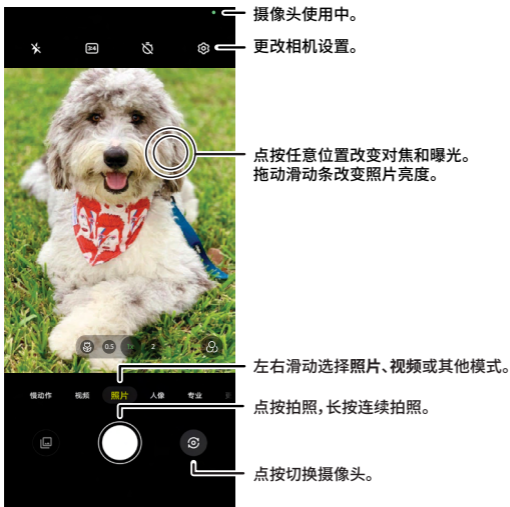 摄像头使用中。
3:4
更改相机设置。
点按任意位置改变对焦和曝光。
拖动滑动条改变照片亮度。
0.5 1× 2
左右滑动选择照片、视频或其他模式。
慢动作 视频 照片 人像 专业
点按拍照,长按连续拍照。
点按切换摄像头。